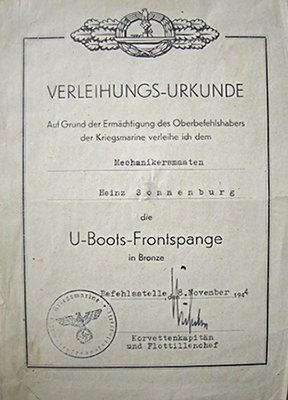 VERLEIHUNGS-URKUNDE
Auf Grund der Ermächtigung des Oberbefehlshabers
der Kriegsmarine verleihe ich dem
Mechanikersmaaten
Heinz Sonnenburg
die
U-Boots-Frontspange
in Bronze
Befehlsstelle, den 8.November 1944
Korvettenkapitän
und Flottillenchef
Kriegsmarine